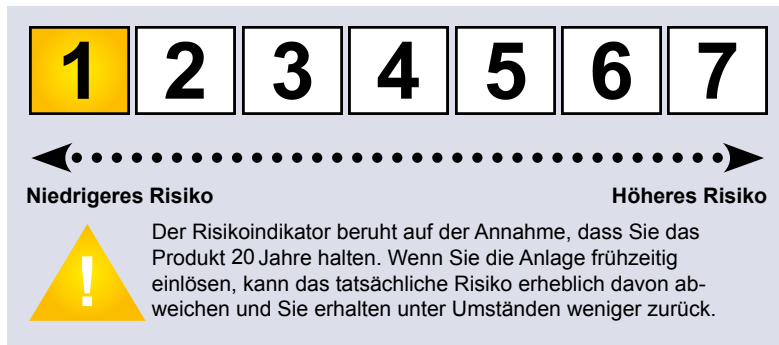 1 2 3 4 5 6 7
Niedrigeres Risiko Höheres Risiko
! Der Risikoindikator beruht auf der Annahme, dass Sie das
Produkt 20 Jahre halten. Wenn Sie die Anlage frühzeitig
einlösen, kann das tatsächliche Risiko erheblich davon ab-
weichen und Sie erhalten unter Umständen weniger zurück.